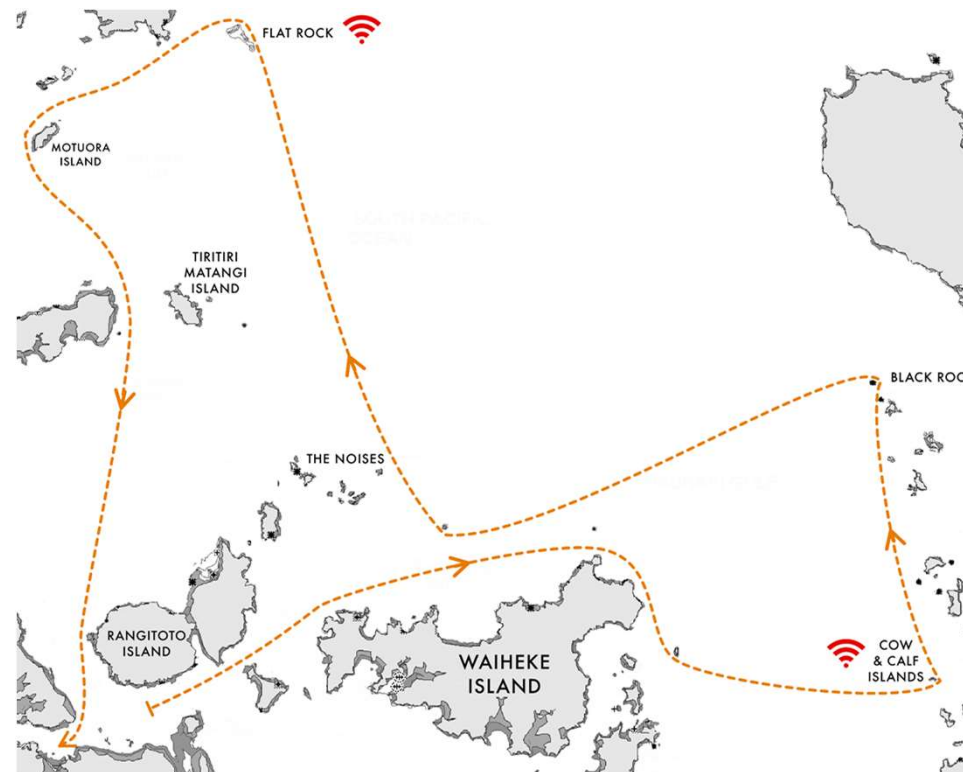 FLAT ROCK
MOTUORA
ISLAND
TIRITIRI
MATANGI
ISLAND
BLACK ROC
THE NOISES
RANGITOTO
ISLAND
WAIHEKE
ISLAND
COW
& CALF
ISLANDS